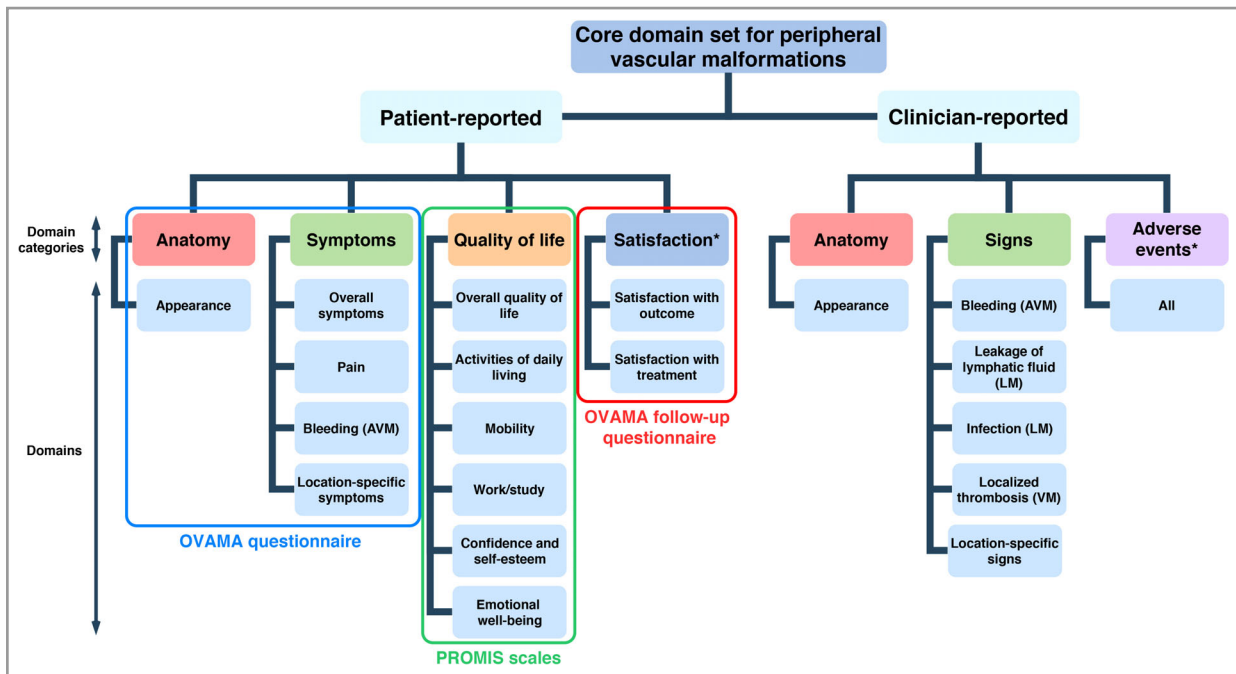 Core domain set for peripheral
vascular malformations
Patient-reported
Clinician-reported
Domain
categories
Anatomy
Symptoms
Quality of life
Satisfaction*
Anatomy
Signs
Adverse
events*
Domains
Appearance
Overall
symptoms
Pain
Bleeding (AVM)
Location-specific
symptoms
OVAMA questionnaire
Overall quality of
life
Activities of daily
living
Mobility
Work/study
Confidence and
self-esteem
Emotional
well-being
PROMIS scales
Satisfaction with
outcome
Satisfaction with
treatment
OVAMA follow-up
questionnaire
Appearance
Bleeding (AVM)
Leakage of
lymphatic fluid
(LM)
Infection (LM)
Localized
thrombosis (VM)
Location-specific
signs
All